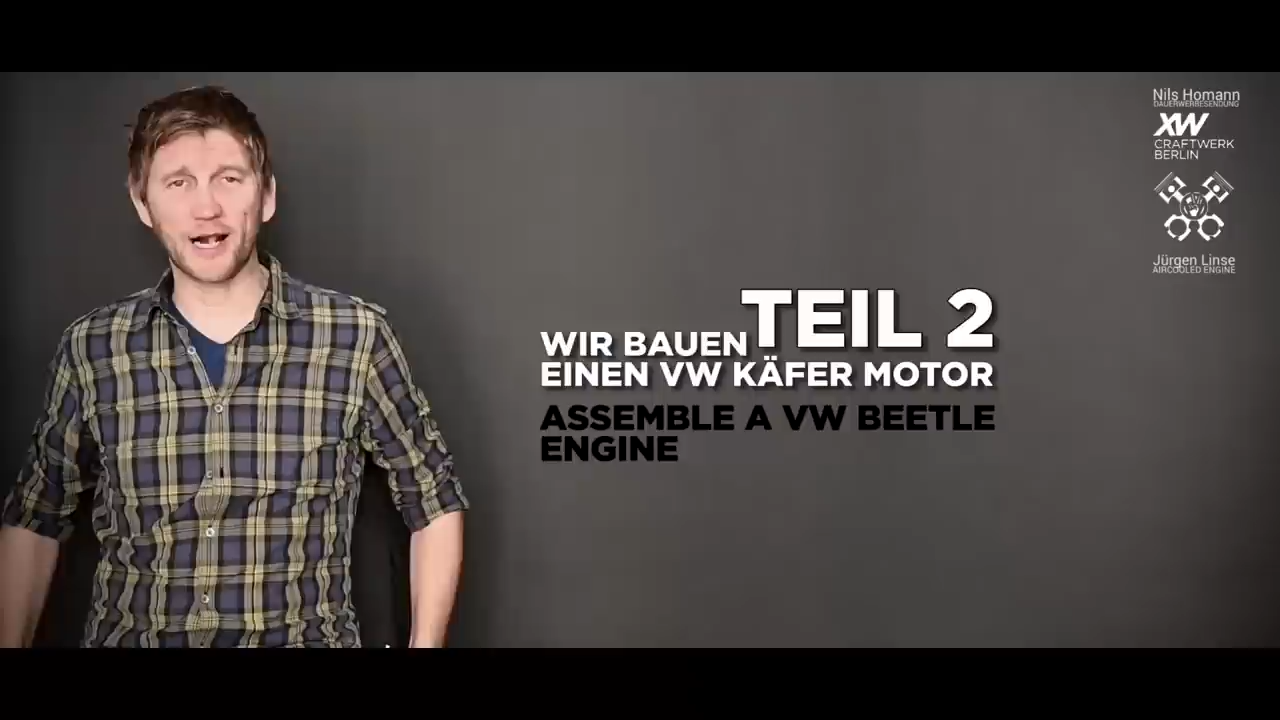 Nils Homann
DAUERWERBESENDUNG
XW
CRAFTWERK
BERLIN
Jürgen Linse
AIRCOOLED ENGINE
TEIL 2
WIR BAUEN
EINEN VW KÄFER MOTOR
ASSEMBLE A VW BEETLE
ENGINE